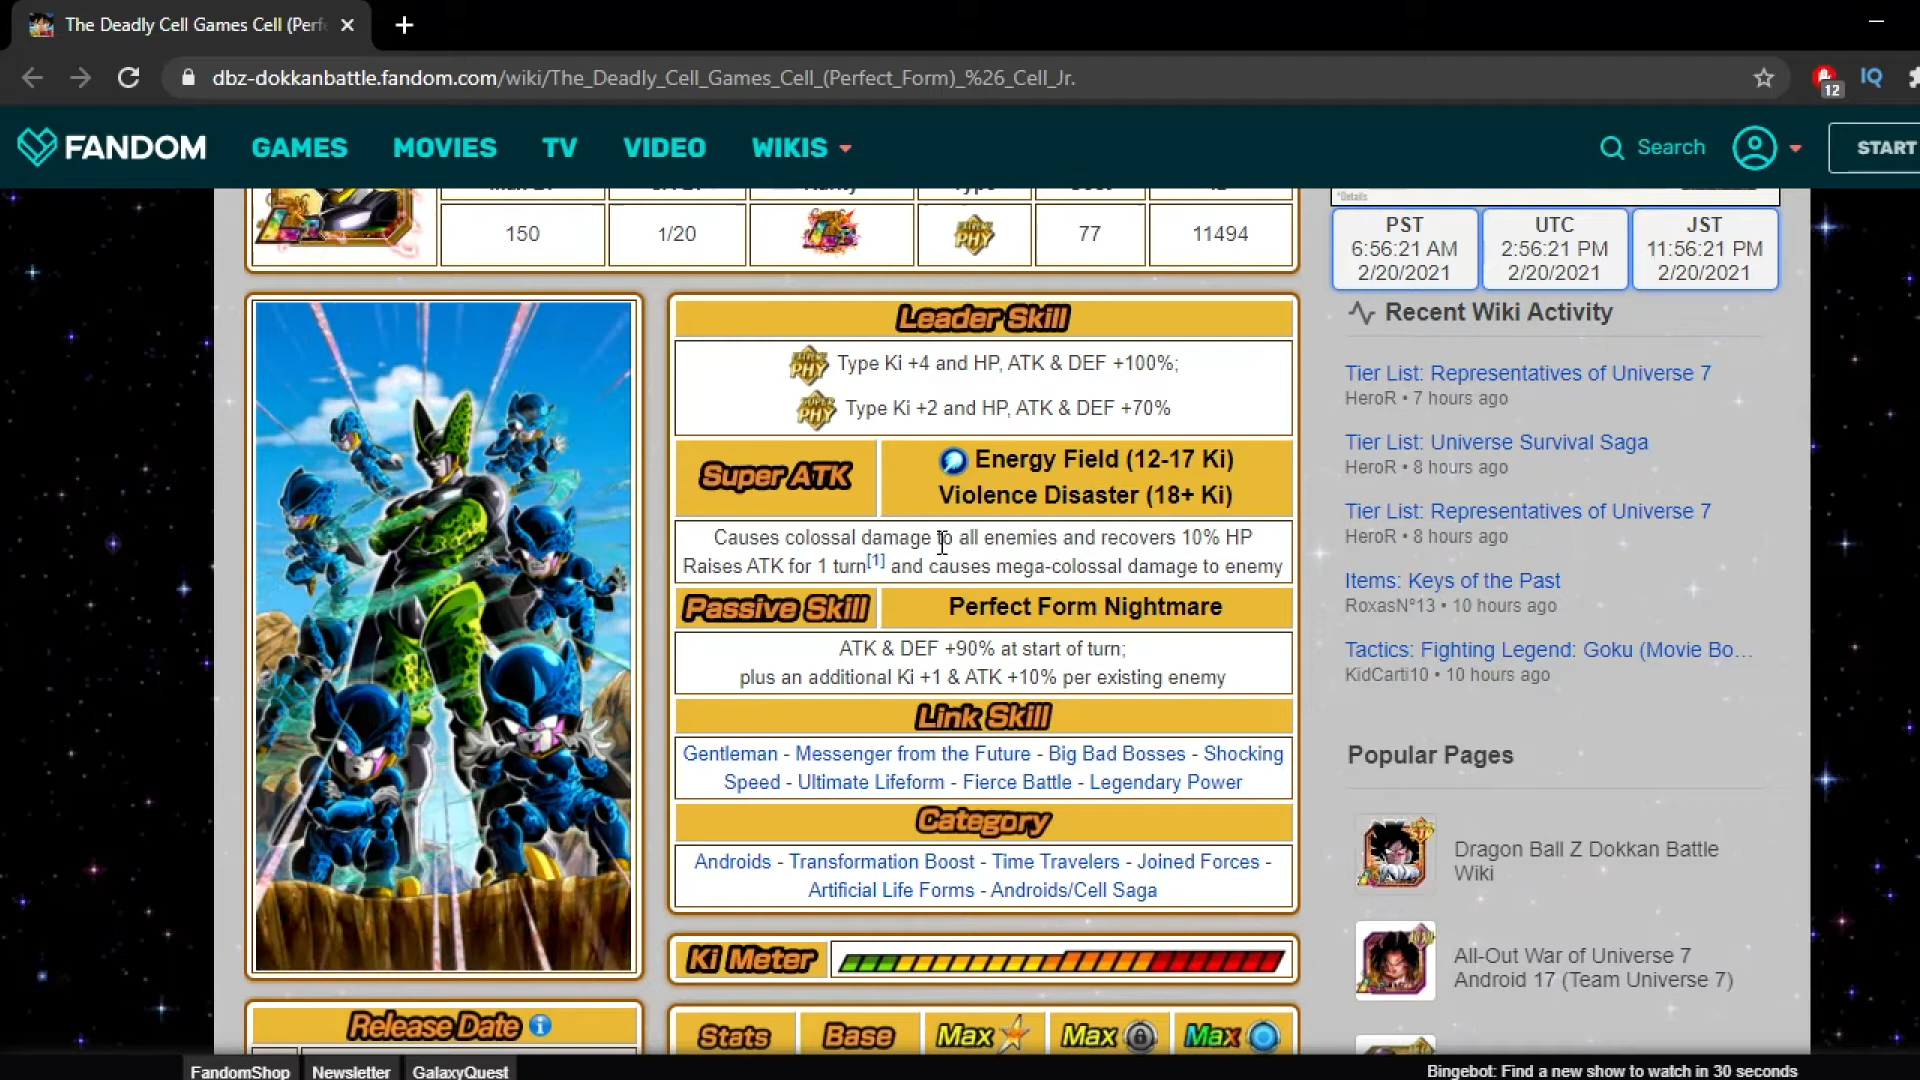 The Deadly Cell Games Cell (Perf
dbz-dokkanbattle.fandom.com/wiki/The_Deadly_Cell_Games_Cell_(Perfect_Form)_%26_Cell_Jr.
12
IQ
FANDOM
GAMES
MOVIES
TV
VIDEO
WIKIS
Search
START
150
1/20
EXTREME PHY
77
11494
*Details
PST
6:56:21 AM
2/20/2021
UTC
2:56:21 PM
2/20/2021
JST
11:56:21 PM
2/20/2021
Leader Skill
EXTREME PHY Type Ki +4 and HP, ATK & DEF +100%;
SUPER PHY Type Ki +2 and HP, ATK & DEF +70%
Super ATK
Energy Field (12-17 Ki)
Violence Disaster (18+ Ki)
Causes colossal damage to all enemies and recovers 10% HP
Raises ATK for 1 turn[1] and causes mega-colossal damage to enemy
Passive Skill
Perfect Form Nightmare
ATK & DEF +90% at start of turn;
plus an additional Ki +1 & ATK +10% per existing enemy
Link Skill
Gentleman - Messenger from the Future - Big Bad Bosses - Shocking
Speed - Ultimate Lifeform - Fierce Battle - Legendary Power
Category
Androids - Transformation Boost - Time Travelers - Joined Forces -
Artificial Life Forms - Androids/Cell Saga
Ki Meter
Release Date
Stats
Base
Max
Max
Max
Recent Wiki Activity
Tier List: Representatives of Universe 7
HeroR • 7 hours ago
Tier List: Universe Survival Saga
HeroR • 8 hours ago
Tier List: Representatives of Universe 7
HeroR • 8 hours ago
Items: Keys of the Past
RoxasN°13 • 10 hours ago
Tactics: Fighting Legend: Goku (Movie Bo...
KidCarti10 • 10 hours ago
Popular Pages
Dragon Ball Z Dokkan Battle
Wiki
All-Out War of Universe 7
Android 17 (Team Universe 7)
FandomShop
Newsletter
GalaxyQuest
Bingebot: Find a new show to watch in 30 seconds